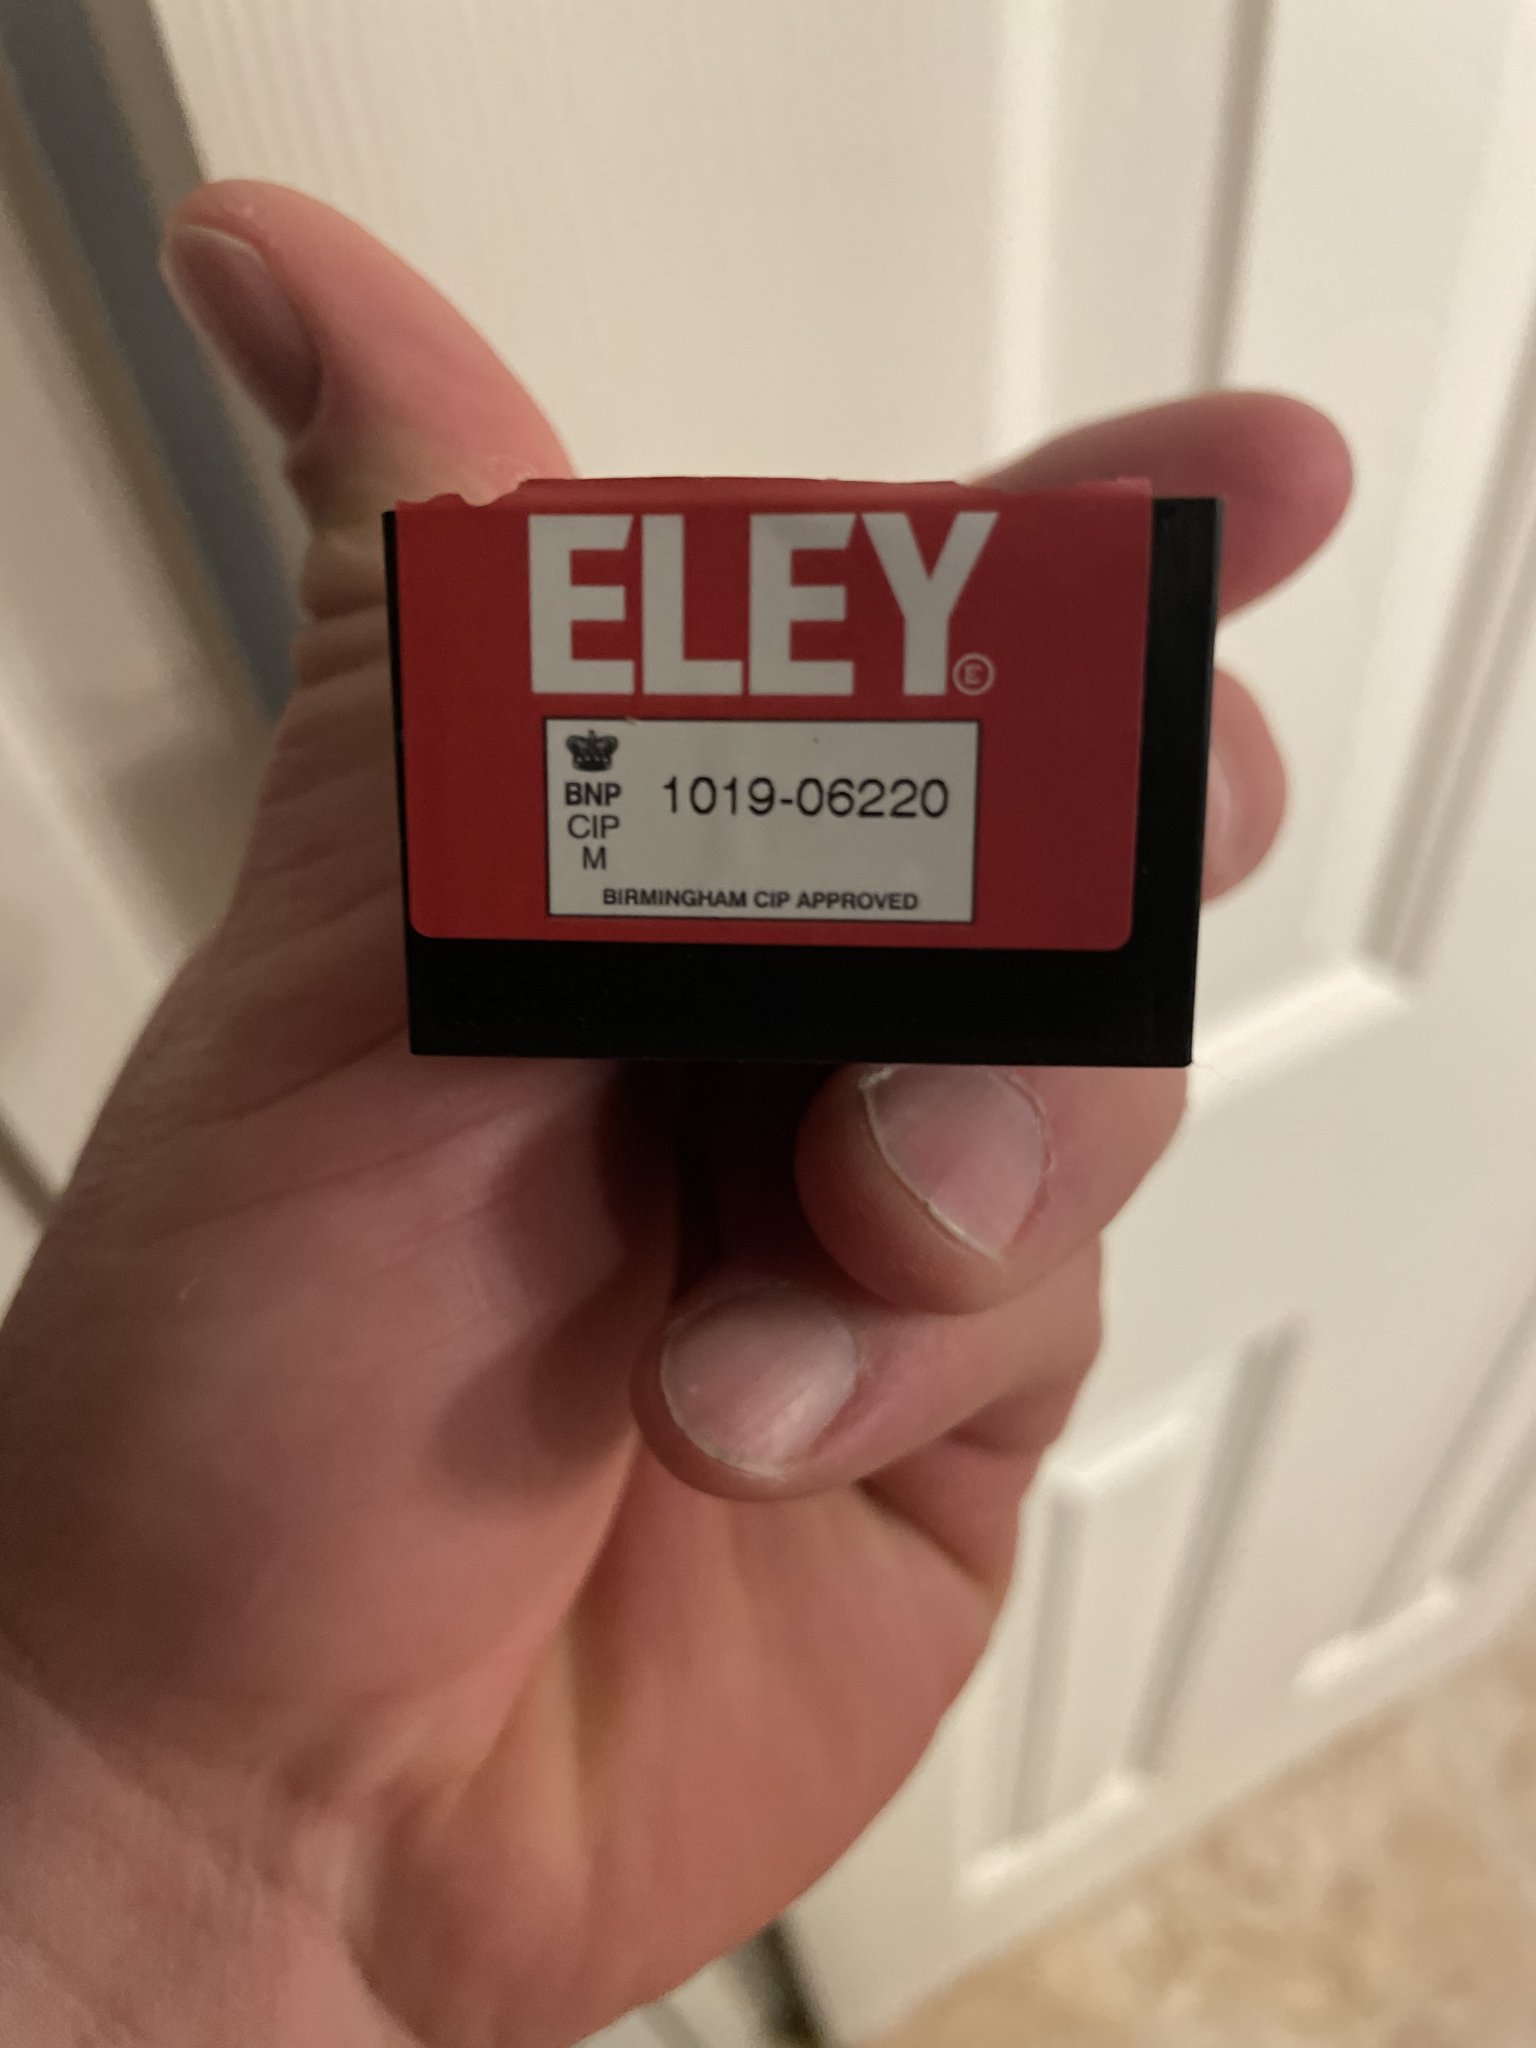 ELEY
E
BNP
CIP
M
1019-06220
BIRMINGHAM CIP APPROVED